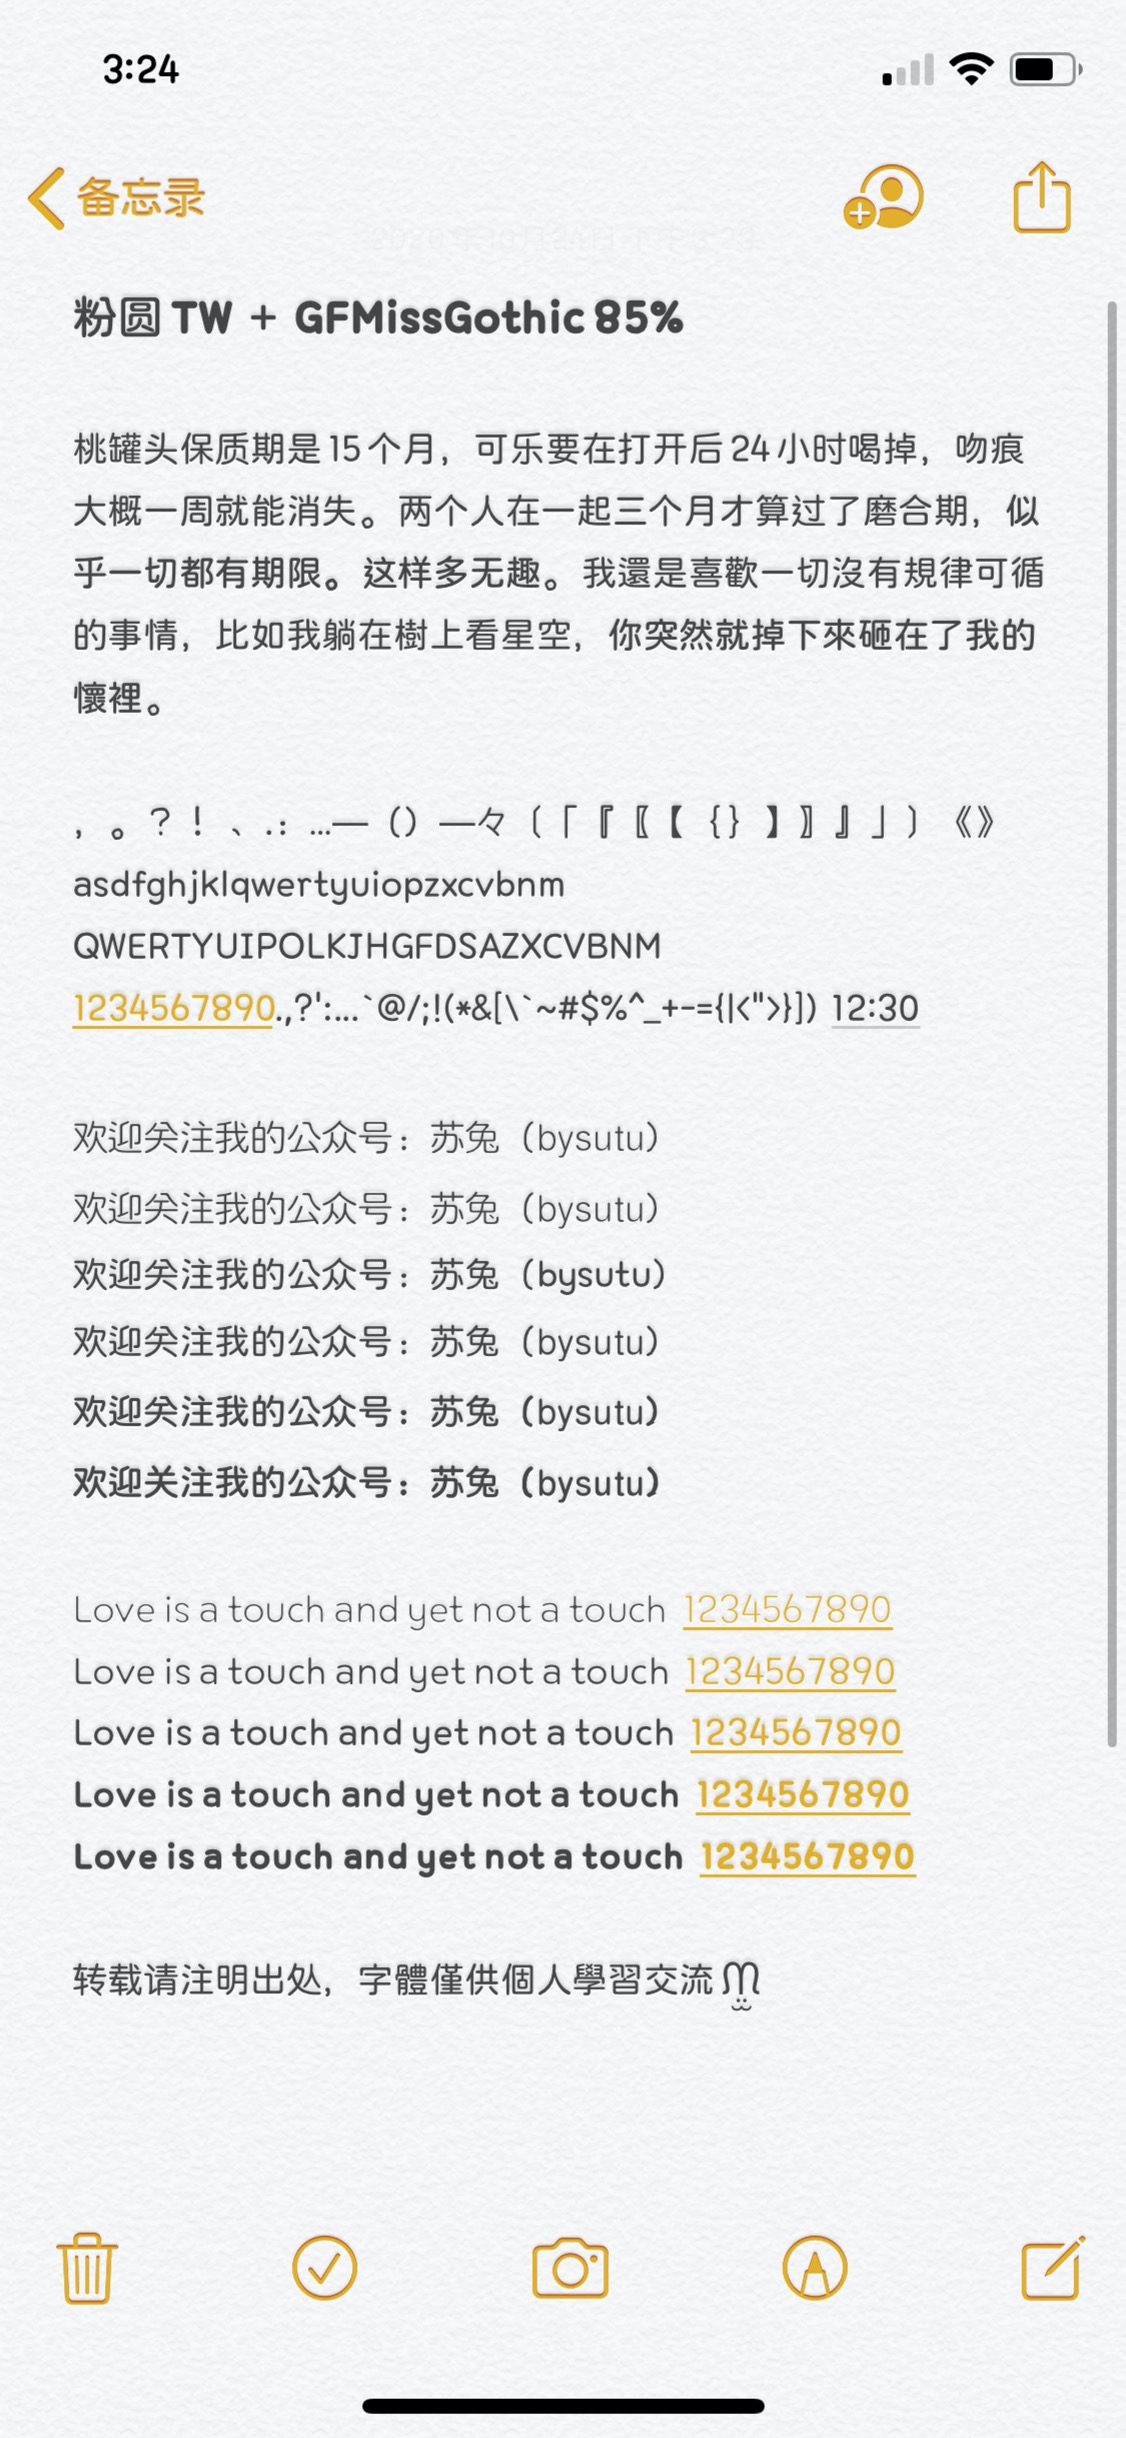 3:24
备忘录
粉圆 TW + GFMissGothic 85%
桃罐头保质期是 15 个月，可乐要在打开后 24 小时喝掉，吻痕
大概一周就能消失。两个人在一起三个月才算过了磨合期，似
乎一切都有期限。这样多无趣。我還是喜歡一切沒有規律可循
的事情，比如我躺在樹上看星空，你突然就掉下來砸在了我的
懷裡。
，。？！、.：…—（）—々〔「『〖【｛｝】〗』」〕《》
asdfghjklqwertyuiopzxcvbnm
QWERTYUIPOLKJHGFDSAZXCVBNM
1234567890.,?':...`@/;!(*&[\`~#$%^_+-={|<">}]) 12:30
欢迎关注我的公众号：苏兔（bysutu）
欢迎关注我的公众号：苏兔（bysutu）
欢迎关注我的公众号：苏兔（bysutu）
欢迎关注我的公众号：苏兔（bysutu）
欢迎关注我的公众号：苏兔（bysutu）
欢迎关注我的公众号：苏兔（bysutu）
Love is a touch and yet not a touch 1234567890
Love is a touch and yet not a touch 1234567890
Love is a touch and yet not a touch 1234567890
Love is a touch and yet not a touch 1234567890
Love is a touch and yet not a touch 1234567890
转载请注明出处，字體僅供個人學習交流